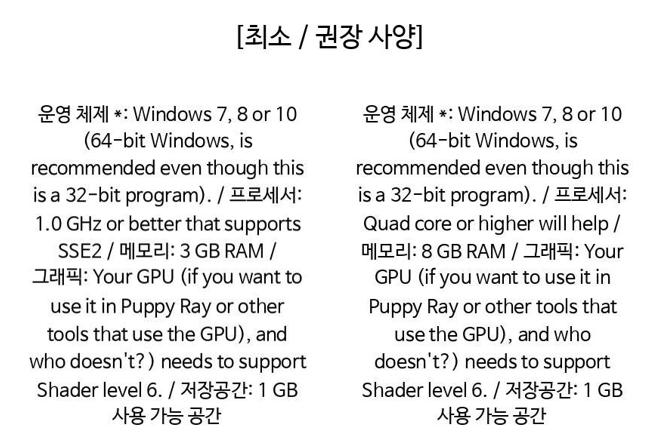 [최소 / 권장 사양]
운영 체제 *: Windows 7, 8 or 10
(64-bit Windows, is
recommended even though this
is a 32-bit program). / 프로세서:
1.0 GHz or better that supports
SSE2 / 메모리: 3 GB RAM /
그래픽: Your GPU (if you want to
use it in Puppy Ray or other
tools that use the GPU), and
who doesn't?) needs to support
Shader level 6. / 저장공간: 1 GB
사용 가능 공간
운영 체제 *: Windows 7, 8 or 10
(64-bit Windows, is
recommended even though this
is a 32-bit program). / 프로세서:
Quad core or higher will help /
메모리: 8 GB RAM / 그래픽: Your
GPU (if you want to use it in
Puppy Ray or other tools that
use the GPU), and who
doesn't?) needs to support
Shader level 6. / 저장공간: 1 GB
사용 가능 공간